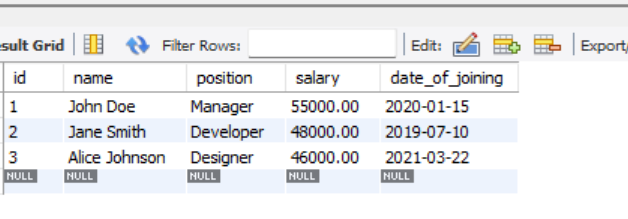 sult Grid Filter Rows: Edit: Export/
id name position salary date_of_joining
1 John Doe Manager 55000.00 2020-01-15
2 Jane Smith Developer 48000.00 2019-07-10
3 Alice Johnson Designer 46000.00 2021-03-22
NULL NULL NULL NULL NULL